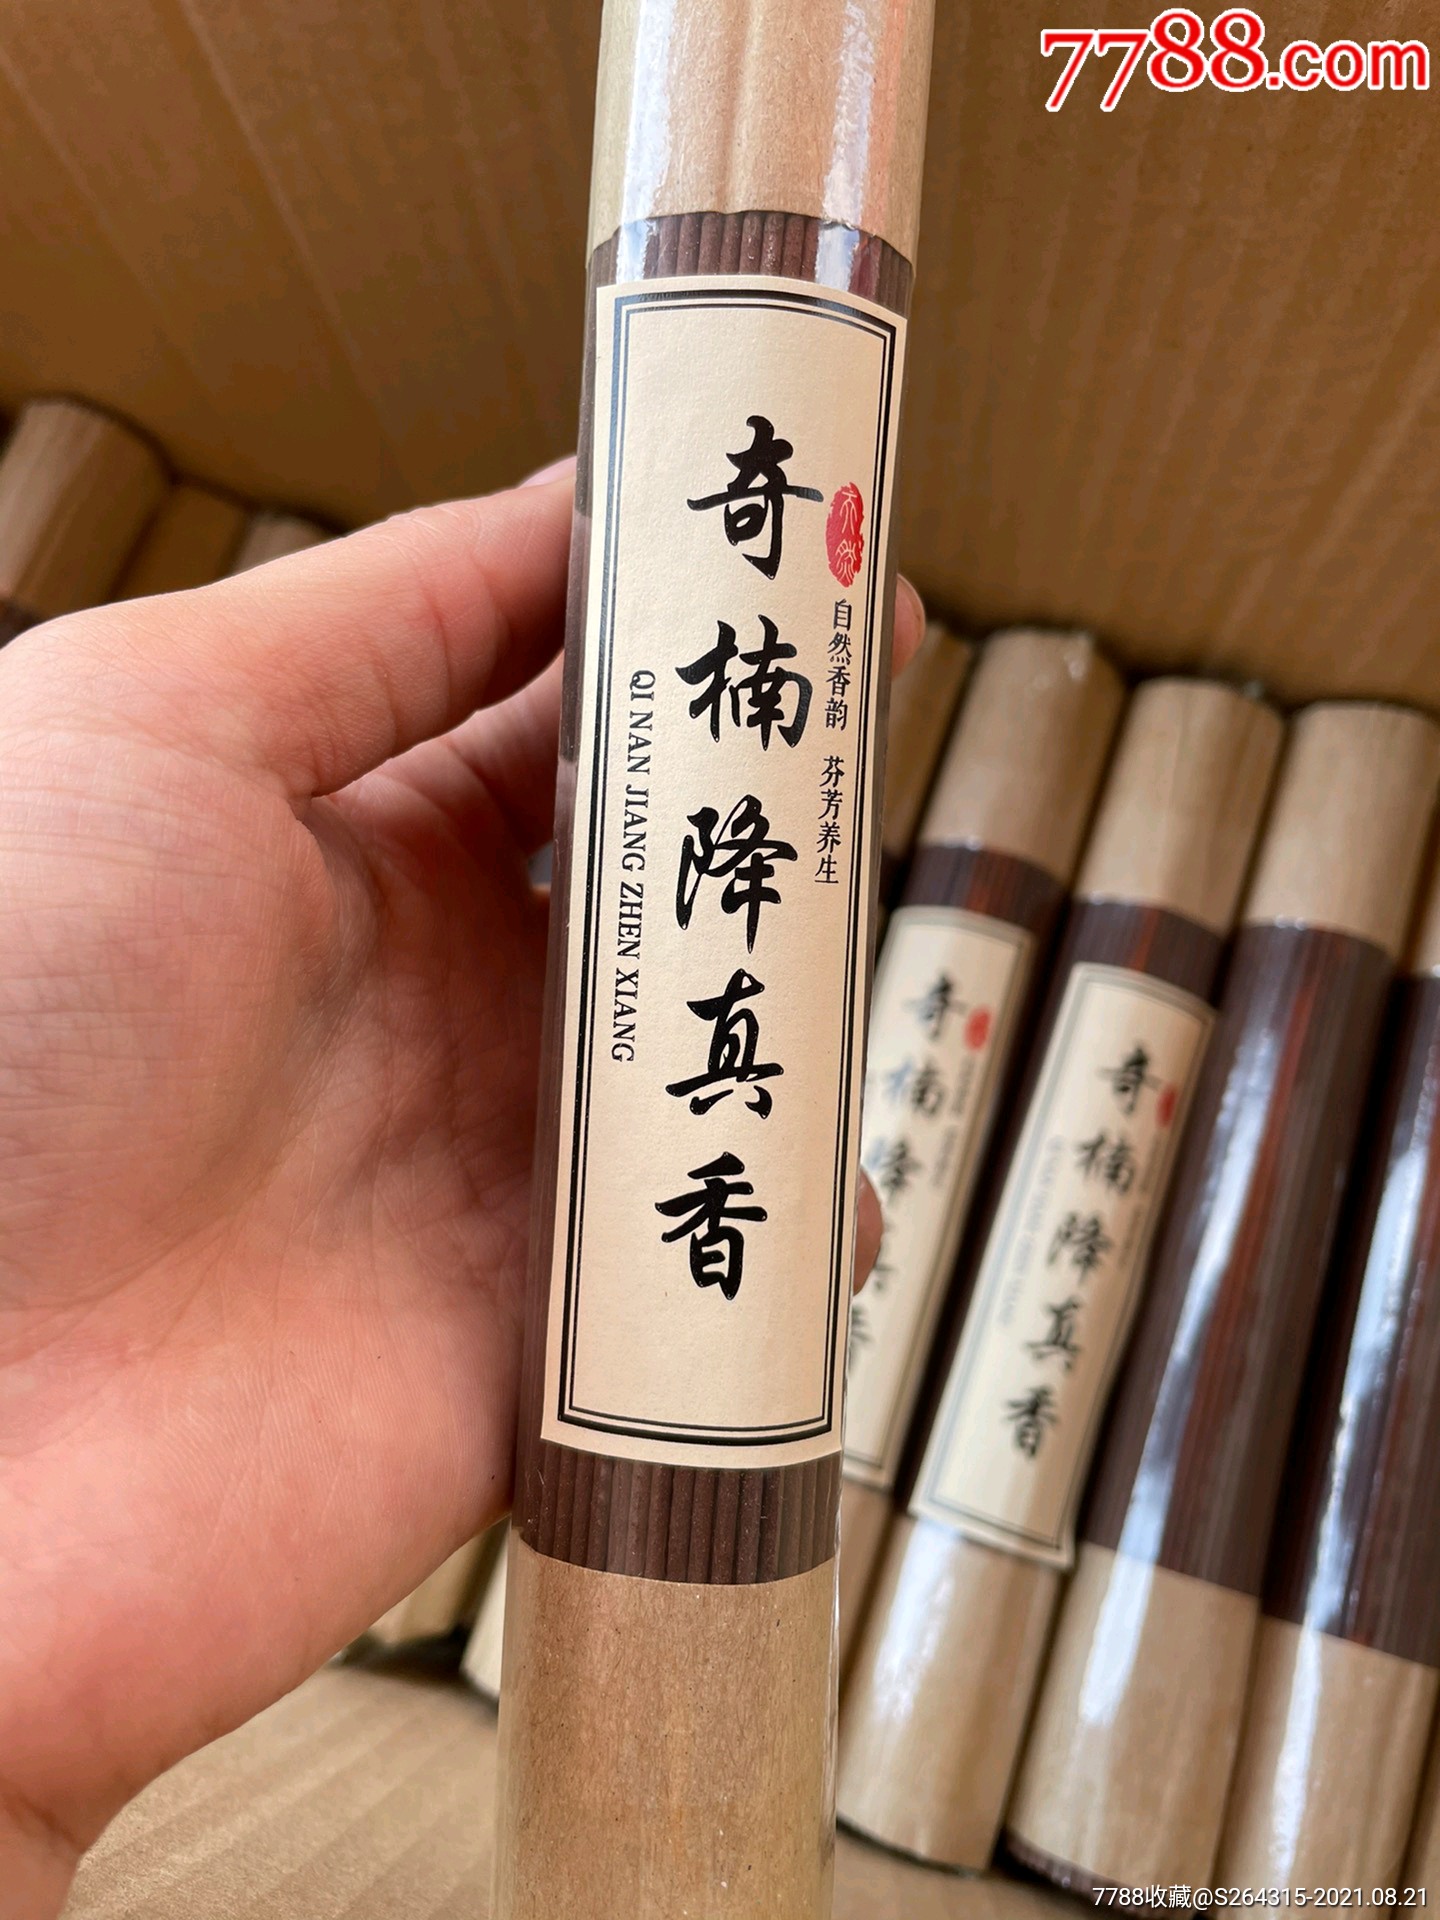 7788.com
奇楠降真香
天然
自然香韵 芬芳养生
QI NAN JIANG ZHEN XIANG
奇楠降真香
奇楠降真香
7788收藏@S264315-2021.08.21